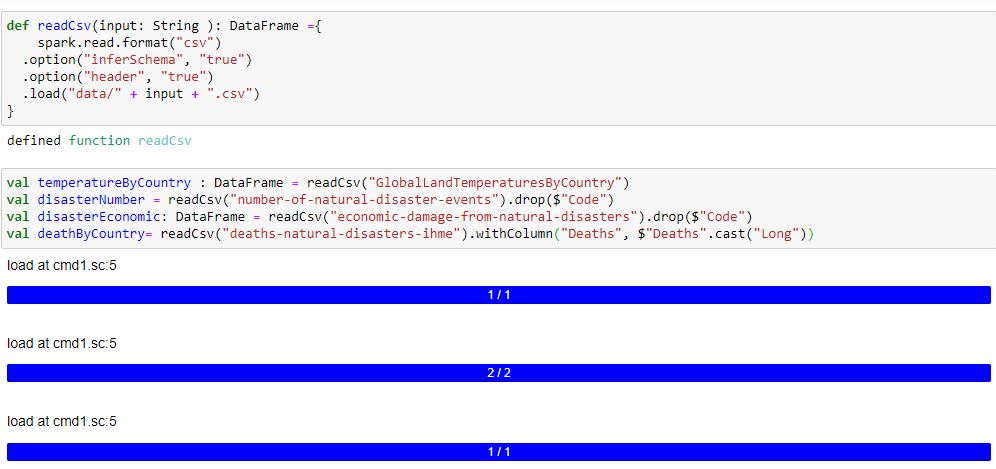 def readCsv(input: String ): DataFrame ={
    spark.read.format("csv")
  .option("inferSchema", "true")
  .option("header", "true")
  .load("data/" + input + ".csv")
}
defined function readCsv
val temperatureByCountry : DataFrame = readCsv("GlobalLandTemperaturesByCountry")
val disasterNumber = readCsv("number-of-natural-disaster-events").drop($"Code")
val disasterEconomic: DataFrame = readCsv("economic-damage-from-natural-disasters").drop($"Code")
val deathByCountry= readCsv("deaths-natural-disasters-ihme").withColumn("Deaths", $"Deaths".cast("Long"))
load at cmd1.sc:5
1 / 1
load at cmd1.sc:5
2 / 2
load at cmd1.sc:5
1 / 1